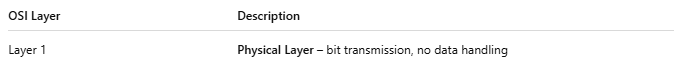 OSI Layer Description
Layer 1 Physical Layer – bit transmission, no data handling